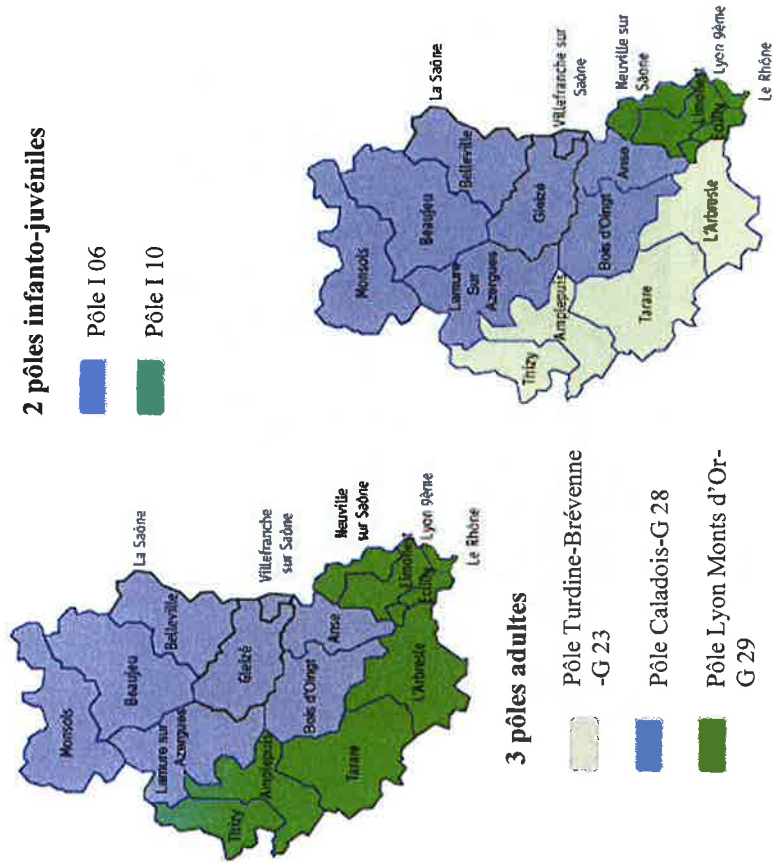 2 pôles infanto-juvéniles
Pôle I 06
Pôle I 10
Monsols
Beaujeu
Lamure sur
Azergues
Belleville
La Saône
Gleizé
Villefranche
sur Saône
Thizy
Amplepuis
Bois d'Oingt
Anse
Neuville
sur Saône
Tarare
L'Arbresle
Limonest
Ecully
Lyon 9ème
Le Rhône
3 pôles adultes
Pôle Turdine-Brévenne
-G 23
Pôle Caladois-G 28
Pôle Lyon Monts d'Or-
G 29
Monsols
Beaujeu
Lamure
Sur
Azergues
Belleville
La Saône
Gleizé
Villefranche sur
Saône
Thizy
Amplepuis
Bois d'Oingt
Anse
Neuville sur
Saone
Tarare
L'Arbresle
Limonest
Ecully
Lyon 9ème
Le Rhône